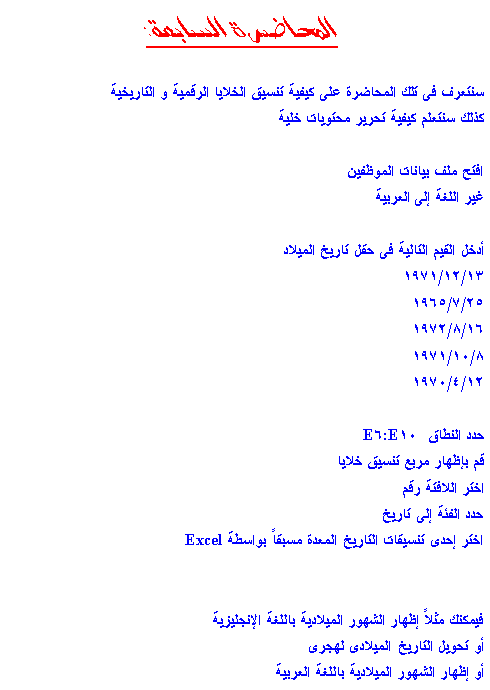 المحاضرة السابعة:
سنتعرف فى تلك المحاضرة على كيفية تنسيق الخلايا الرقمية و التاريخية
كذلك سنتعلم كيفية تحرير محتويات خلية
افتح ملف بيانات الموظفين
غير اللغة إلى العربية
أدخل القيم التالية فى حقل تاريخ الميلاد
١٩٧١/١٢/١٣
١٩٦٥/٧/٢٥
١٩٧٢/٨/١٦
١٩٧١/١٠/٨
١٩٧٠/٤/١٢
حدد النطاق E٦:E١٠
قم بإظهار مربع تنسيق خلايا
اختر اللافتة رقم
حدد الفئة إلى تاريخ
اختر إحدى تنسيقات التاريخ المعدة مسبقاً بواسطة Excel
فيمكنك مثلاً إظهار الشهور الميلادية باللغة الإنجليزية
أو تحويل التاريخ الميلادى لهجرى
أو إظهار الشهور الميلادية باللغة العربية